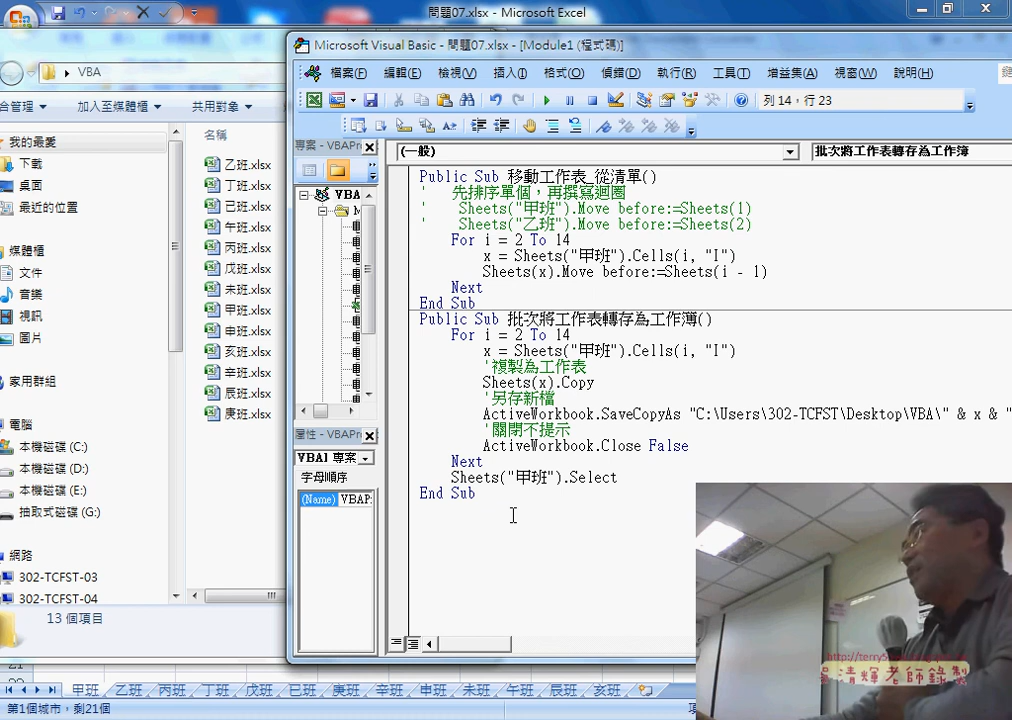 問題07.xlsx - Microsoft Excel
VBA
合管理
加入至媒體櫃
共用對象
我的最愛
下載
桌面
最近的位置
媒體櫃
文件
音樂
視訊
圖片
家用群組
電腦
本機磁碟 (C:)
本機磁碟 (D:)
本機磁碟 (E:)
抽取式磁碟 (G:)
網路
302-TCFST-03
302-TCFST-04
13 個項目
名稱
乙班.xlsx
丁班.xlsx
己班.xlsx
午班.xlsx
丙班.xlsx
戊班.xlsx
未班.xlsx
甲班.xlsx
申班.xlsx
亥班.xlsx
辛班.xlsx
辰班.xlsx
庚班.xlsx
Microsoft Visual Basic - 問題07.xlsx - [Module1 (程式碼)]
檔案(F) 編輯(E) 檢視(V) 插入(I) 格式(O) 偵錯(D) 執行(R) 工具(T) 增益集(A) 視窗(W) 說明(H)
列 14，行 23
專案 - VBAPr
VBA
屬性 - VBAPr
VBA1 專案
字母順序
(Name) VBAP
(一般)
批次將工作表轉存為工作簿
Public Sub 移動工作表_從清單()
' 先排序單個，再撰寫迴圈
' Sheets("甲班").Move before:=Sheets(1)
' Sheets("乙班").Move before:=Sheets(2)
For i = 2 To 14
x = Sheets("甲班").Cells(i, "I")
Sheets(x).Move before:=Sheets(i - 1)
Next
End Sub
Public Sub 批次將工作表轉存為工作簿()
For i = 2 To 14
x = Sheets("甲班").Cells(i, "I")
'複製為工作表
Sheets(x).Copy
'另存新檔
ActiveWorkbook.SaveCopyAs "C:\Users\302-TCFST\Desktop\VBA\" & x & "
'關閉不提示
ActiveWorkbook.Close False
Next
Sheets("甲班").Select
End Sub
吳清輝老師錄製
甲班 乙班 丙班 丁班 戊班 己班 庚班 辛班 申班 未班 午班 辰班 亥班
第1個城市，剩21個